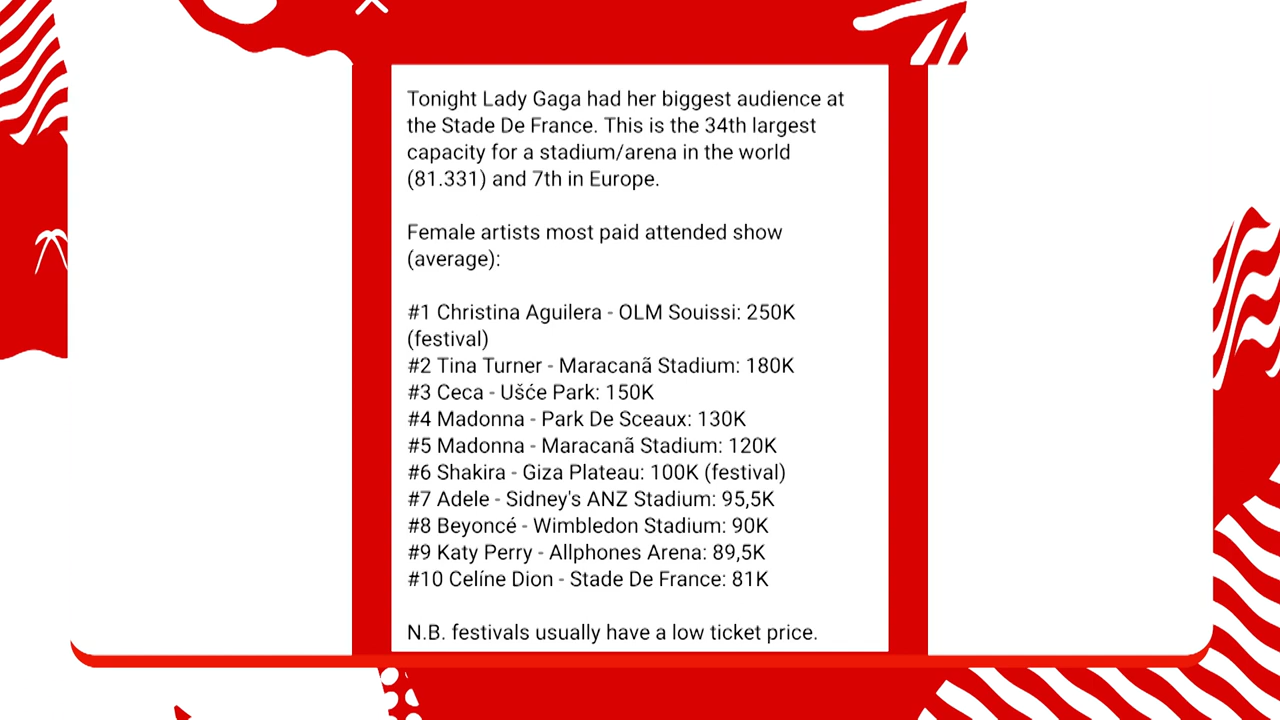 Tonight Lady Gaga had her biggest audience at
the Stade De France. This is the 34th largest
capacity for a stadium/arena in the world
(81.331) and 7th in Europe.
Female artists most paid attended show
(average):
#1 Christina Aguilera - OLM Souissi: 250K
(festival)
#2 Tina Turner - Maracanã Stadium: 180K
#3 Ceca - Ušće Park: 150K
#4 Madonna - Park De Sceaux: 130K
#5 Madonna - Maracanã Stadium: 120K
#6 Shakira - Giza Plateau: 100K (festival)
#7 Adele - Sidney's ANZ Stadium: 95,5K
#8 Beyoncé - Wimbledon Stadium: 90K
#9 Katy Perry - Allphones Arena: 89,5K
#10 Celíne Dion - Stade De France: 81K
N.B. festivals usually have a low ticket price.